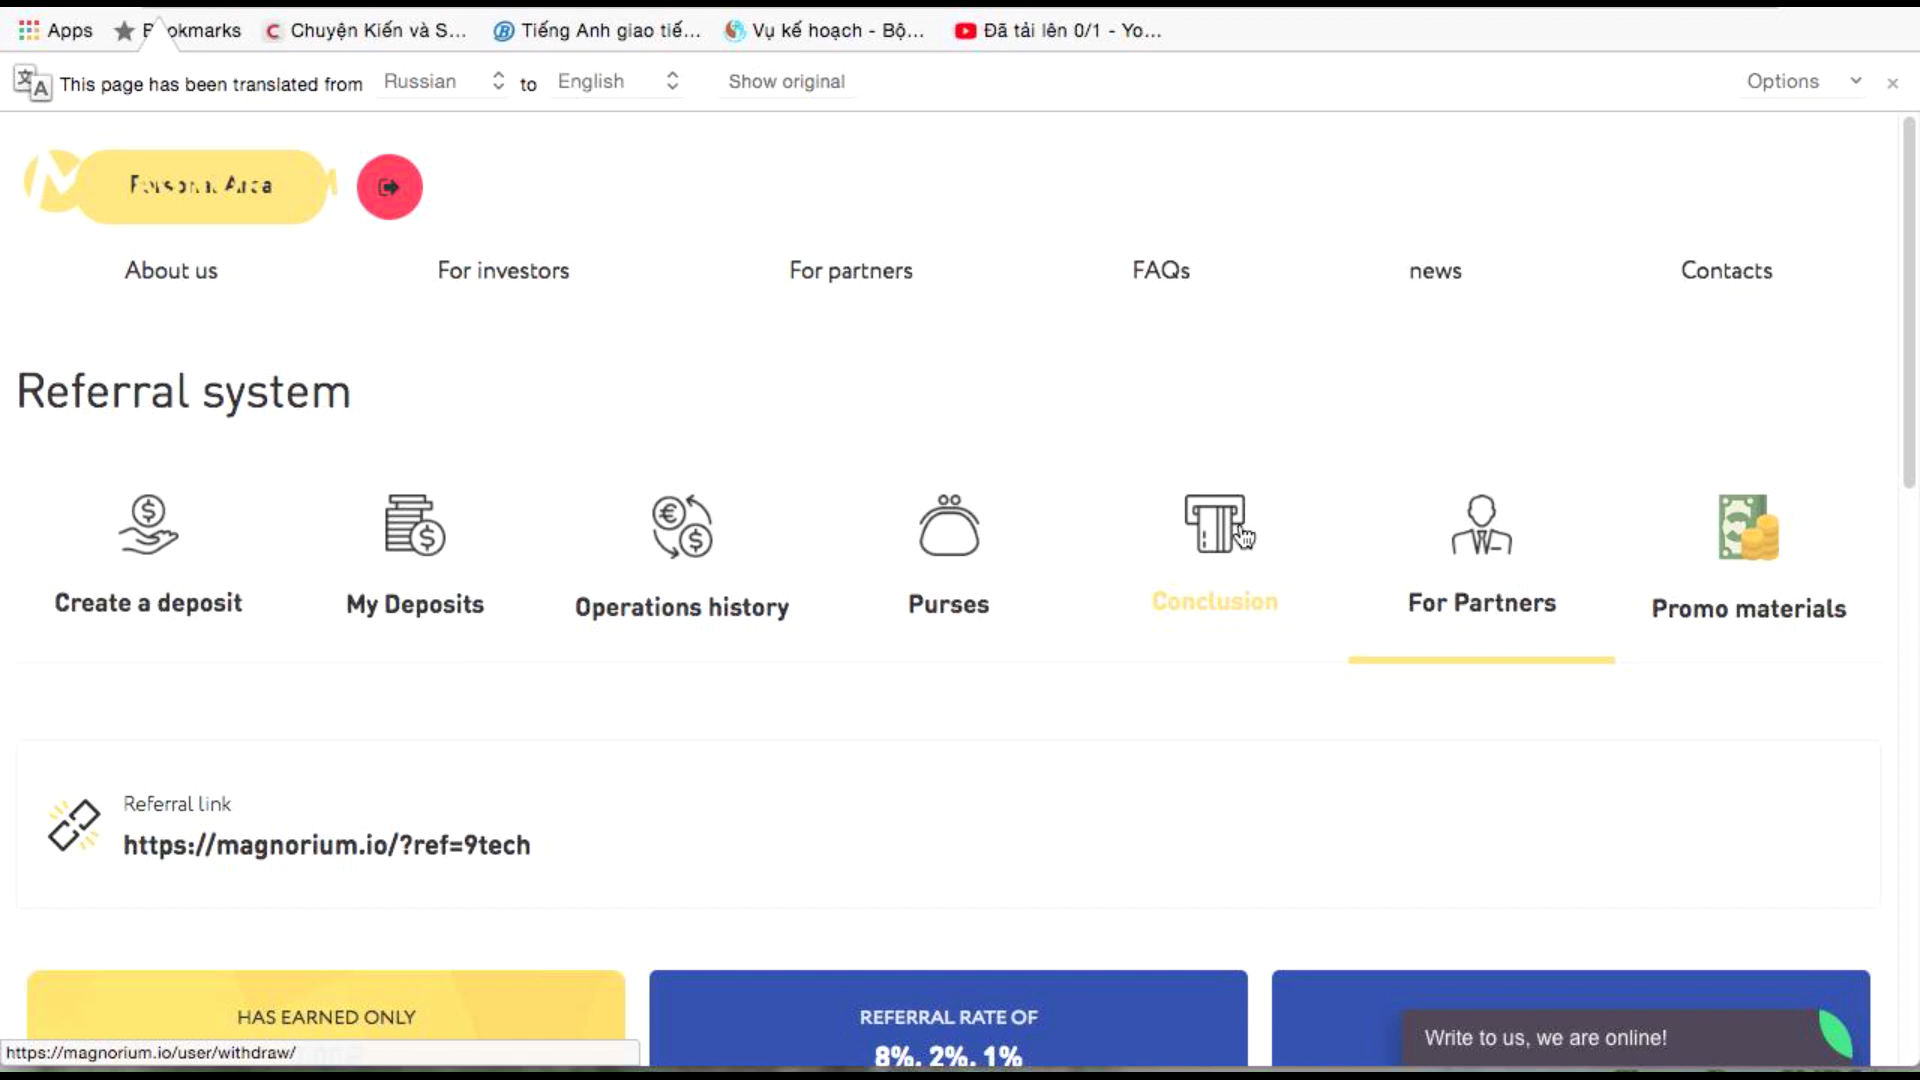 Apps
Bookmarks
Chuyện Kiến và S...
Tiếng Anh giao tiế...
Vụ kế hoạch - Bộ...
Đã tải lên 0/1 - Yo...
This page has been translated from Russian to English Show original Options
Personal Area
About us For investors For partners FAQs news Contacts
Referral system
Create a deposit My Deposits Operations history Purses Conclusion For Partners Promo materials
Referral link
https://magnorium.io/?ref=9tech
HAS EARNED ONLY
REFERRAL RATE OF
8%, 2%, 1%
Write to us, we are online!
https://magnorium.io/user/withdraw/